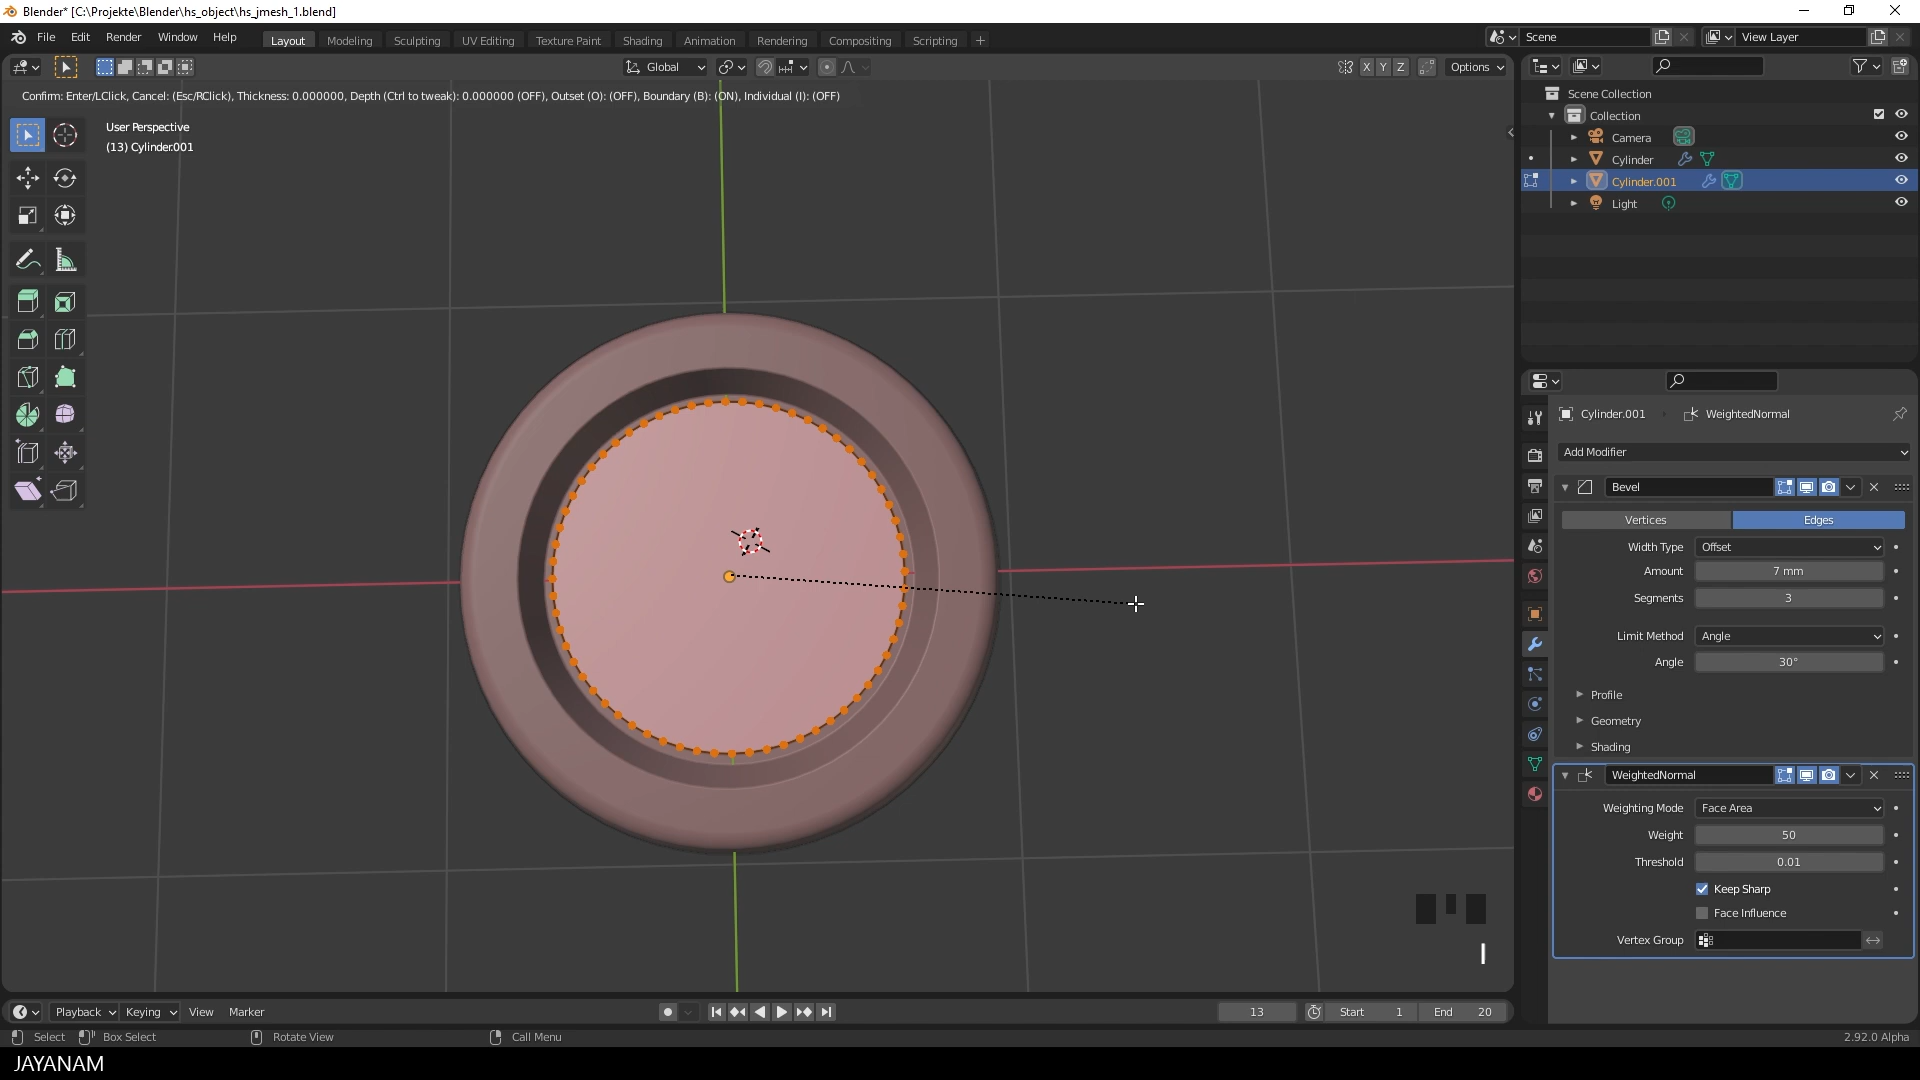 Blender* [C:\Projekte\Blender\hs_object\hs_jmesh_1.blend]
File Edit Render Window Help
Layout Modeling Sculpting UV Editing Texture Paint Shading Animation Rendering Compositing Scripting +
Scene
View Layer
Global
X Y Z
Options
Confirm: Enter/LClick, Cancel: (Esc/RClick), Thickness: 0.000000, Depth (Ctrl to tweak): 0.000000 (OFF), Outset (O): (OFF), Boundary (B): (ON), Individual (I): (OFF)
User Perspective
(13) Cylinder.001
Scene Collection
Collection
Camera
Cylinder
Cylinder.001
Light
Cylinder.001 WeightedNormal
Add Modifier
Bevel
Vertices Edges
Width Type Offset
Amount 7 mm
Segments 3
Limit Method Angle
Angle 30°
Profile
Geometry
Shading
WeightedNormal
Weighting Mode Face Area
Weight 50
Threshold 0.01
Keep Sharp
Face Influence
Vertex Group
I
Playback Keying View Marker
13
Start 1
End 20
Select Box Select Rotate View Call Menu
2.92.0 Alpha
JAYANAM